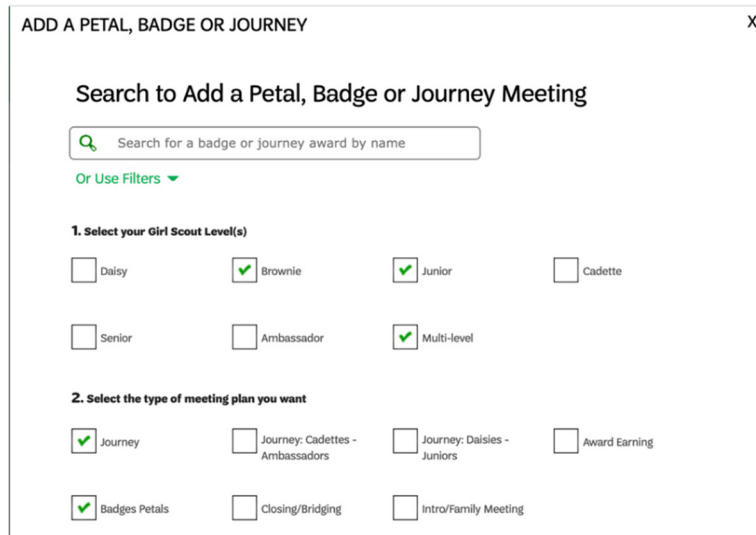 ADD A PETAL, BADGE OR JOURNEY
X
Search to Add a Petal, Badge or Journey Meeting
Search for a badge or journey award by name
Or Use Filters
1. Select your Girl Scout Level(s)
Daisy Brownie Junior Cadette
Senior Ambassador Multi-level
2. Select the type of meeting plan you want
Journey
Journey: Cadettes -
Ambassadors
Journey: Daisies -
Juniors
Award Earning
Badges Petals Closing/Bridging Intro/Family Meeting